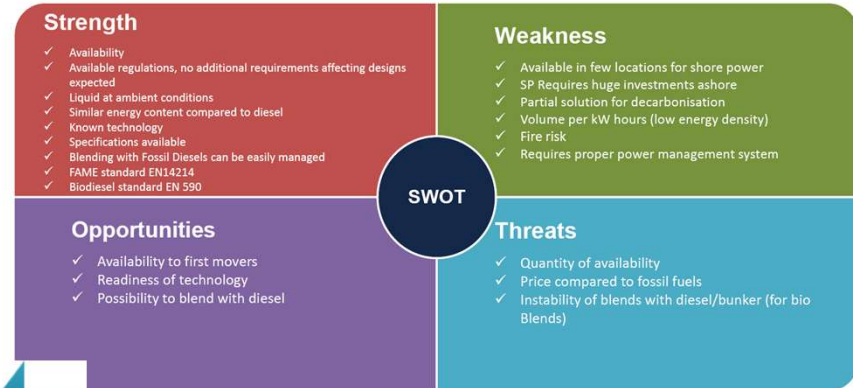 Strength
✓ Availability
✓ Available regulations, no additional requirements affecting designs
expected
✓ Liquid at ambient conditions
✓ Similar energy content compared to diesel
✓ Known technology
✓ Specifications available
✓ Blending with Fossil Diesels can be easily managed
✓ FAME standard EN14214
✓ Biodiesel standard EN 590
Weakness
✓ Available in few locations for shore power
✓ SP Requires huge investments ashore
✓ Partial solution for decarbonisation
✓ Volume per kW hours (low energy density)
✓ Fire risk
✓ Requires proper power management system
SWOT
Opportunities
✓ Availability to first movers
✓ Readiness of technology
✓ Possibility to blend with diesel
Threats
✓ Quantity of availability
✓ Price compared to fossil fuels
✓ Instability of blends with diesel/bunker (for bio
Blends)